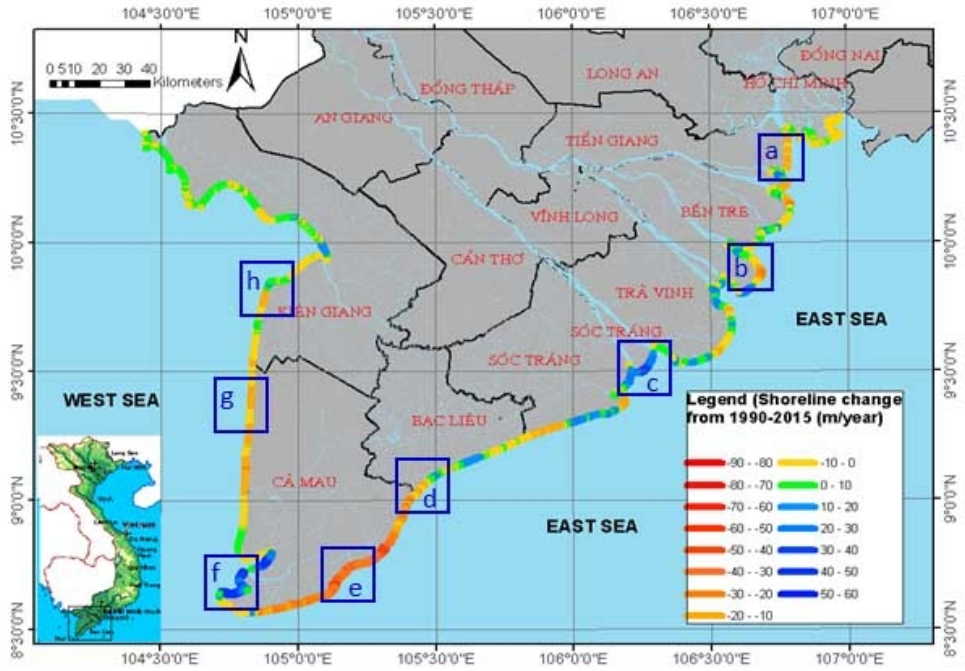 104°30'0"E 105°0'0"E 105°30'0"E 106°0'0"E 106°30'0"E 107°0'0"E
N
0 5 10 20 30 40
Kilometers
ĐỒNG NAI
HỒ CHÍ MINH
LONG AN
ĐỒNG THÁP
AN GIANG
TIỀN GIANG
10°30'0"N 10°30'0"N
a
BẾN TRE
VĨNH LONG
10°0'0"N 10°0'0"N
CẦN THƠ
b
h
TRÀ VINH
KIÊN GIANG
EAST SEA
SÓC TRĂNG
SÓC TRĂNG
c
9°30'0"N 9°30'0"N
WEST SEA
g
BẠC LIÊU
Legend (Shoreline change
from 1990-2015 (m/year)
-90 - -80 -10 - 0
-80 - -70 0 - 10
-70 - -60 10 - 20
-60 - -50 20 - 30
-50 - -40 30 - 40
-40 - -30 40 - 50
-30 - -20 50 - 60
-20 - -10
CÀ MAU
d
9°0'0"N 9°0'0"N
EAST SEA
f
e
8°30'0"N 8°30'0"N
104°30'0"E 105°0'0"E 105°30'0"E 106°0'0"E 106°30'0"E 107°0'0"E